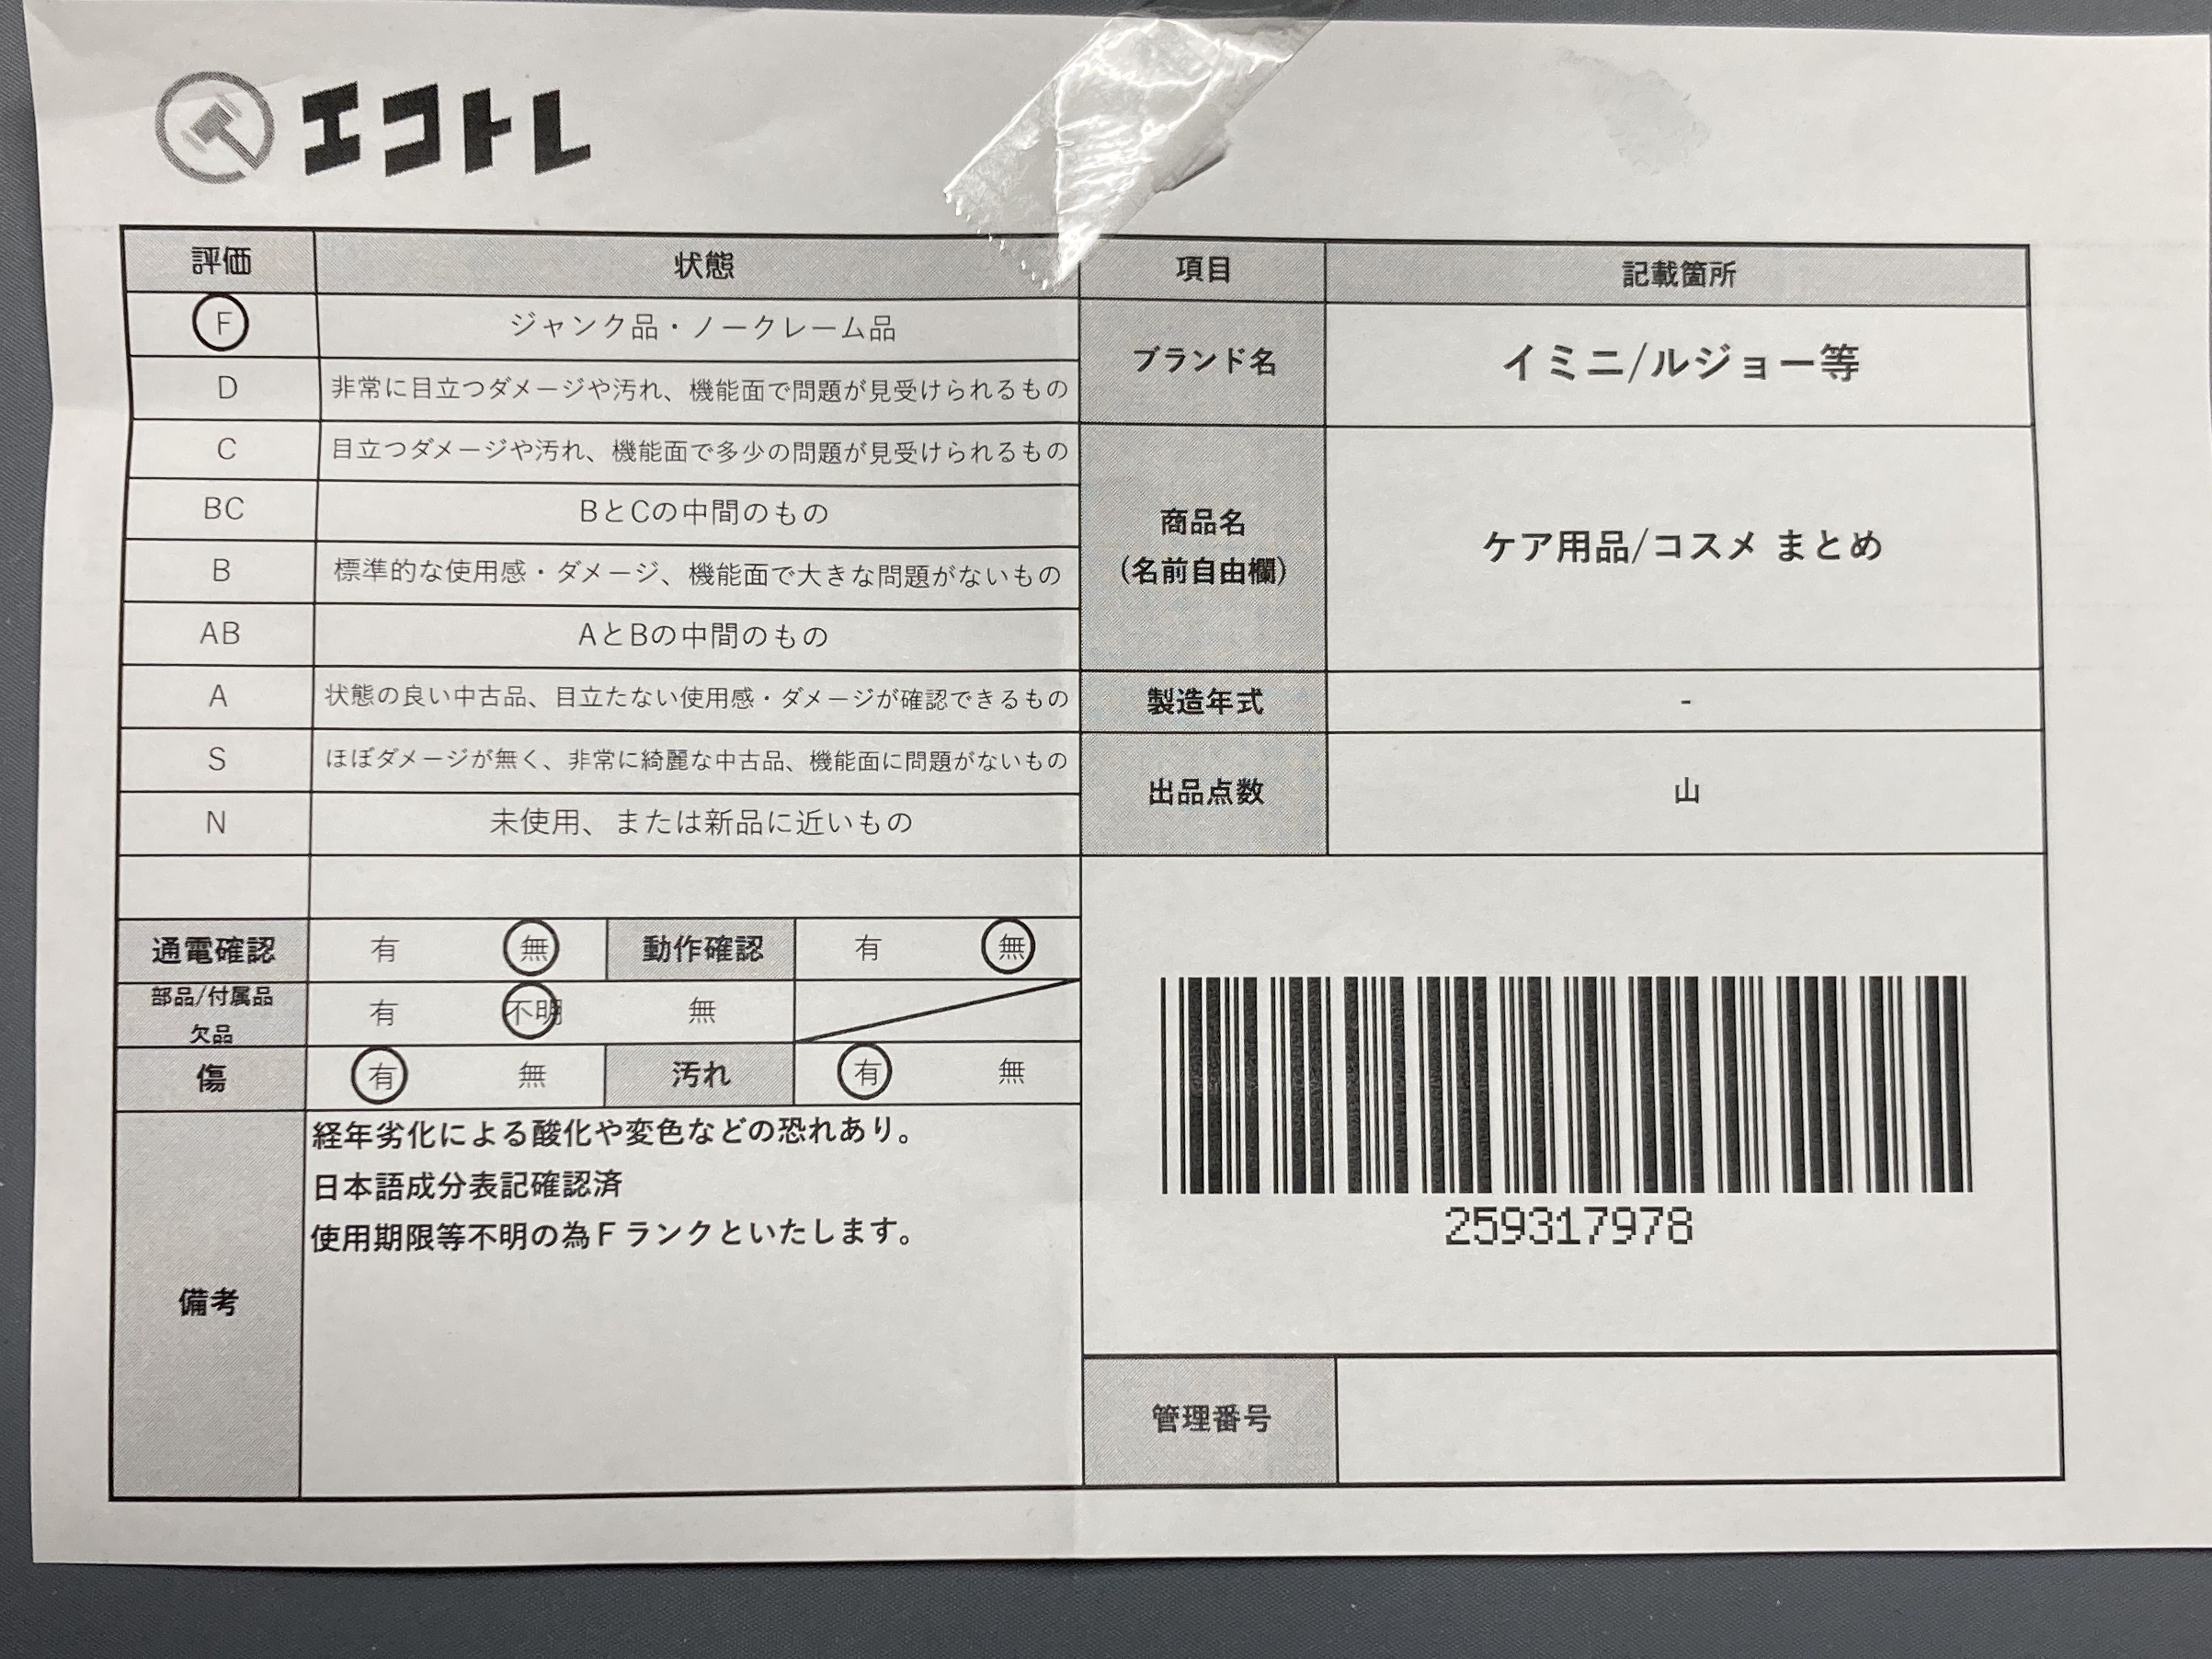 エコトレ
評価 状態 項目 記載箇所
F ジャンク品・ノークレーム品
D 非常に目立つダメージや汚れ、機能面で問題が見受けられるもの
ブランド名 イミニ/ルジョー等
C 目立つダメージや汚れ、機能面で多少の問題が見受けられるもの
BC BとCの中間のもの
B 標準的な使用感・ダメージ、機能面で大きな問題がないもの
AB AとBの中間のもの
商品名
(名前自由欄)
ケア用品/コスメ まとめ
A 状態の良い中古品、目立たない使用感・ダメージが確認できるもの
製造年式 -
S ほぼダメージが無く、非常に綺麗な中古品、機能面に問題がないもの
N 未使用、または新品に近いもの
出品点数 山
通電確認 有 無 動作確認 有 無
部品/付属品
欠品
有 不明 無
傷 有 無 汚れ 有 無
備考
経年劣化による酸化や変色などの恐れあり。
日本語成分表記確認済
使用期限等不明の為Fランクといたします。
259317978
管理番号